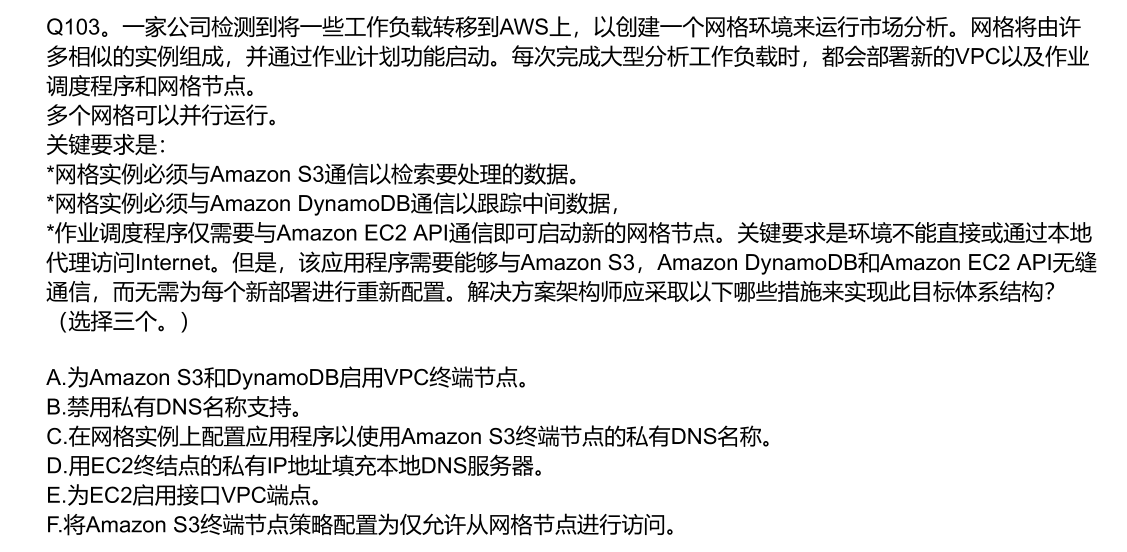 Q103。一家公司检测到将一些工作负载转移到AWS上，以创建一个网格环境来运行市场分析。网格将由许
多相似的实例组成，并通过作业计划功能启动。每次完成大型分析工作负载时，都会部署新的VPC以及作业
调度程序和网格节点。
多个网格可以并行运行。
关键要求是：
*网格实例必须与Amazon S3通信以检索要处理的数据。
*网格实例必须与Amazon DynamoDB通信以跟踪中间数据，
*作业调度程序仅需要与Amazon EC2 API通信即可启动新的网格节点。关键要求是环境不能直接或通过本地
代理访问Internet。但是，该应用程序需要能够与Amazon S3，Amazon DynamoDB和Amazon EC2 API无缝
通信，而无需为每个新部署进行重新配置。解决方案架构师应采取以下哪些措施来实现此目标体系结构？
（选择三个。）
A.为Amazon S3和DynamoDB启用VPC终端节点。
B.禁用私有DNS名称支持。
C.在网格实例上配置应用程序以使用Amazon S3终端节点的私有DNS名称。
D.用EC2终结点的私有IP地址填充本地DNS服务器。
E.为EC2启用接口VPC端点。
F.将Amazon S3终端节点策略配置为仅允许从网格节点进行访问。